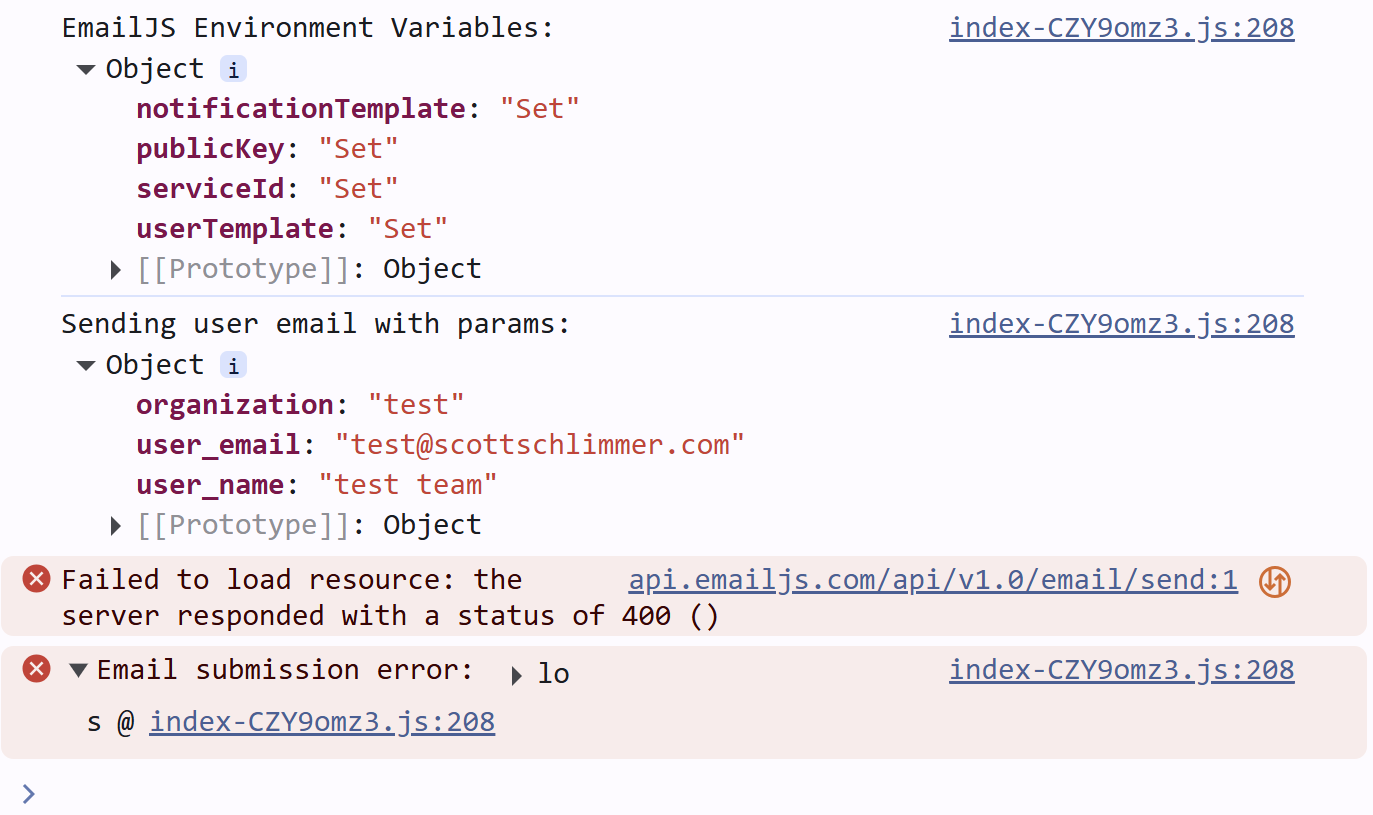 EmailJS Environment Variables: index-CZY9omz3.js:208
▼ Object i
notificationTemplate: "Set"
publicKey: "Set"
serviceId: "Set"
userTemplate: "Set"
▶ [[Prototype]]: Object
Sending user email with params: index-CZY9omz3.js:208
▼ Object i
organization: "test"
user_email: "test@scottschlimmer.com"
user_name: "test team"
▶ [[Prototype]]: Object
Failed to load resource: the api.emailjs.com/api/v1.0/email/send:1
server responded with a status of 400 ()
▼ Email submission error: ▶ lo index-CZY9omz3.js:208
s @ index-CZY9omz3.js:208